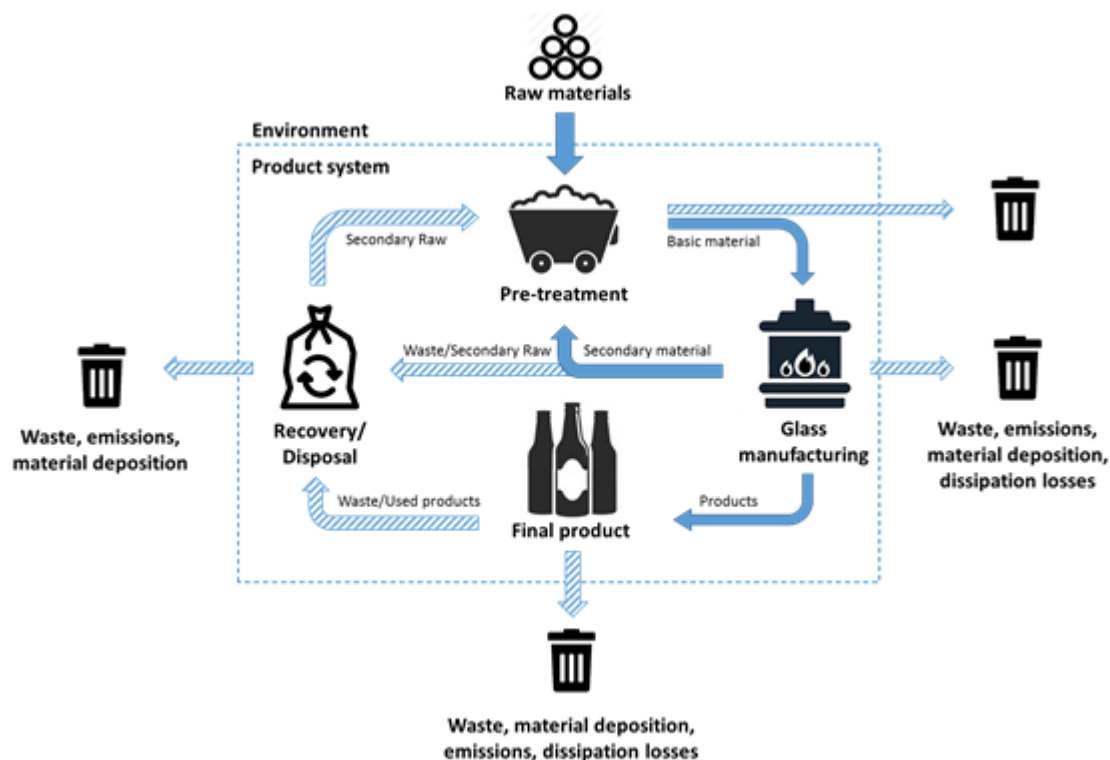 Raw materials
Environment
Product system
Secondary Raw
Basic material
Pre-treatment
Waste/Secondary Raw
Secondary material
Waste, emissions,
material deposition
Recovery/
Disposal
Glass
manufacturing
Waste, emissions,
material deposition,
dissipation losses
Waste/Used products
Products
Final product
Waste, material deposition,
emissions, dissipation losses